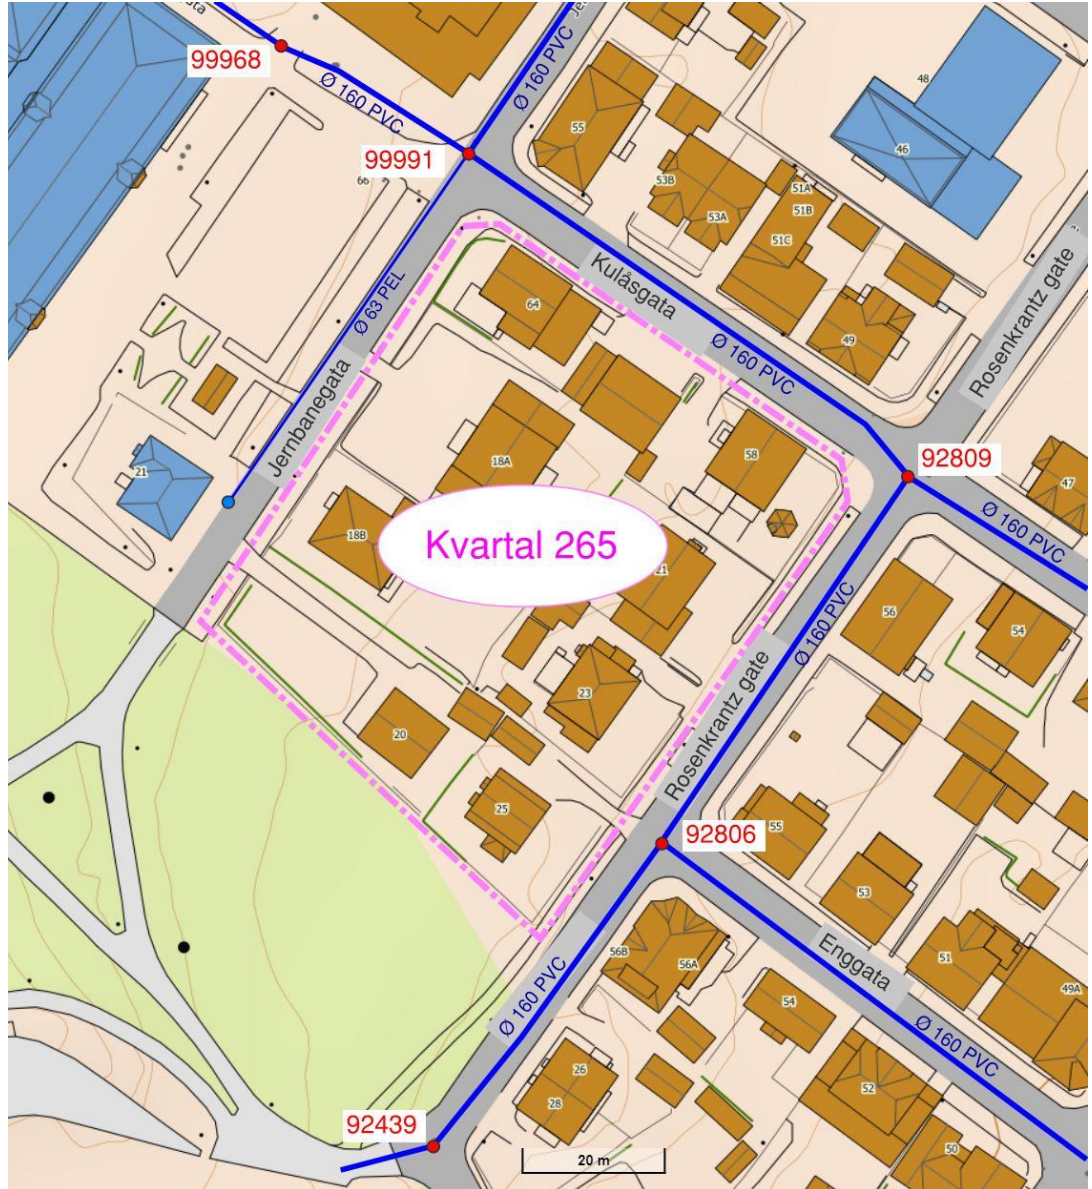 99968
Ø 160 PVC
Ø 160 PVC
99991
66
55
53B
53A
51A
51B
51C
48
46
Kulåsgata
Rosenkrantz gate
64
Ø 63 PEL
Ø 160 PVC
49
Jernbanegata
21
18A
58
92809
47
Ø 160 PVC
18B
Kvartal 265
21
56
54
Ø 160 PVC
Rosenkrantz gate
23
20
25
92806
55
53
56B
56A
Enggata
51
49A
54
Ø 160 PVC
Ø 160 PVC
26
28
52
50
92439
20 m